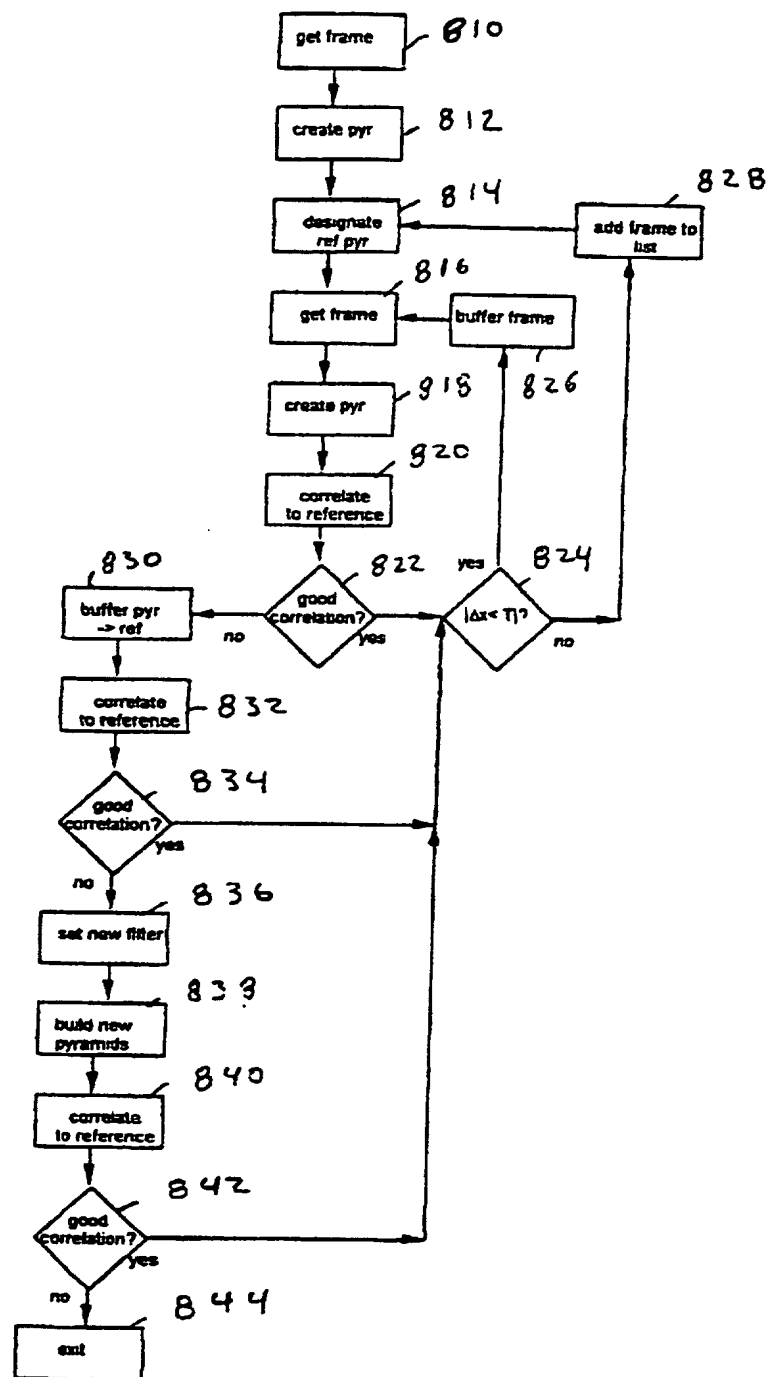 get frame
810
create pyr
812
designate
ref pyr
814
add frame to
list
828
816
get frame
buffer frame
826
818
create pyr
820
correlate
to reference
822
good
correlation?
no
yes
824
|Δx< T|?
yes
no
830
buffer pyr
-> ref
correlate
to reference
832
834
good
correlation?
yes
no
836
set new filter
838
build new
pyramids
840
correlate
to reference
842
good
correlation?
yes
no
844
exit